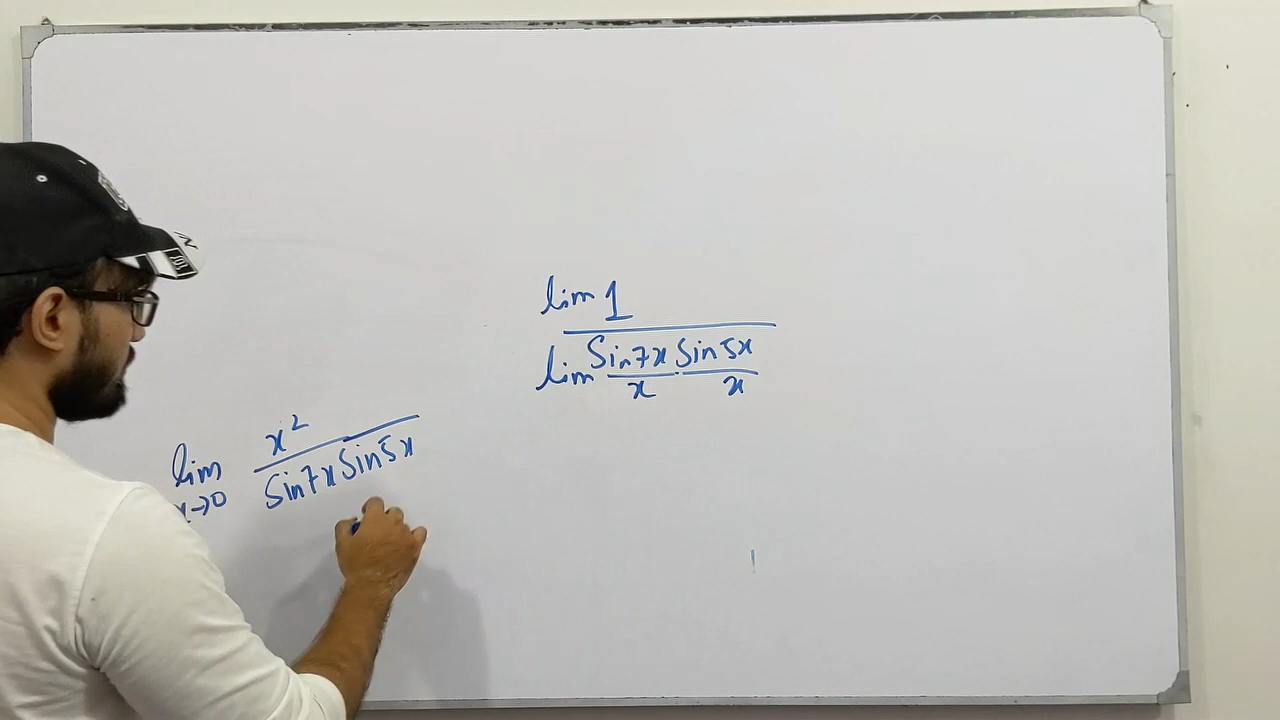 lim 1
lim Sin7x/x · Sin5x/x
lim x→0 x²/Sin7x Sin5x